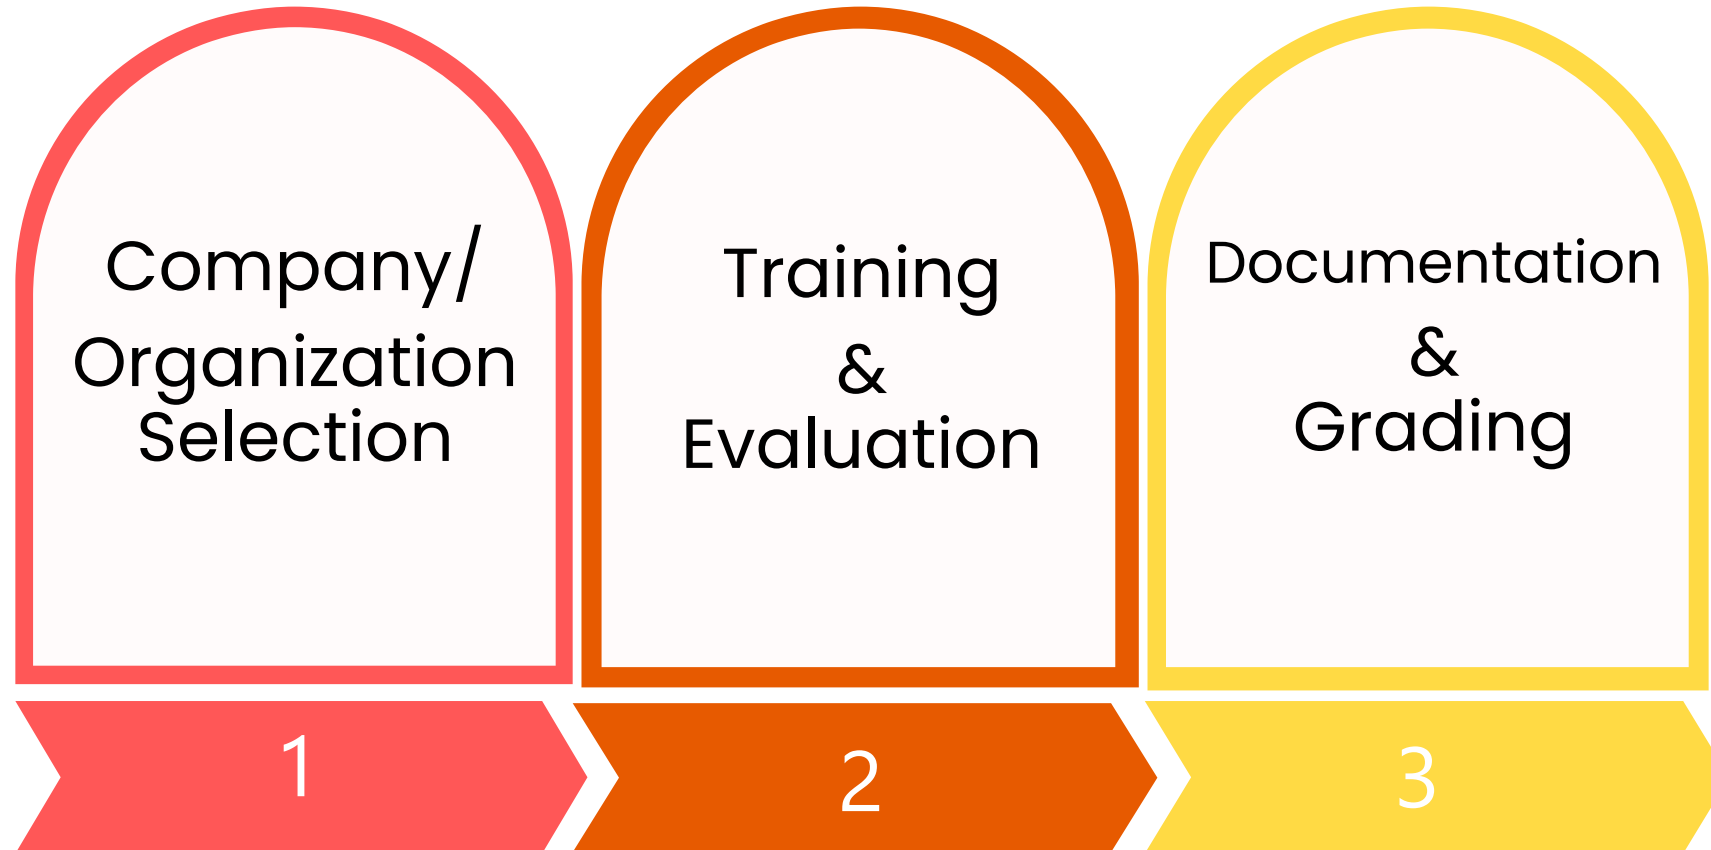 Company/
Organization
Selection
Training
&
Evaluation
Documentation
&
Grading
1
2
3